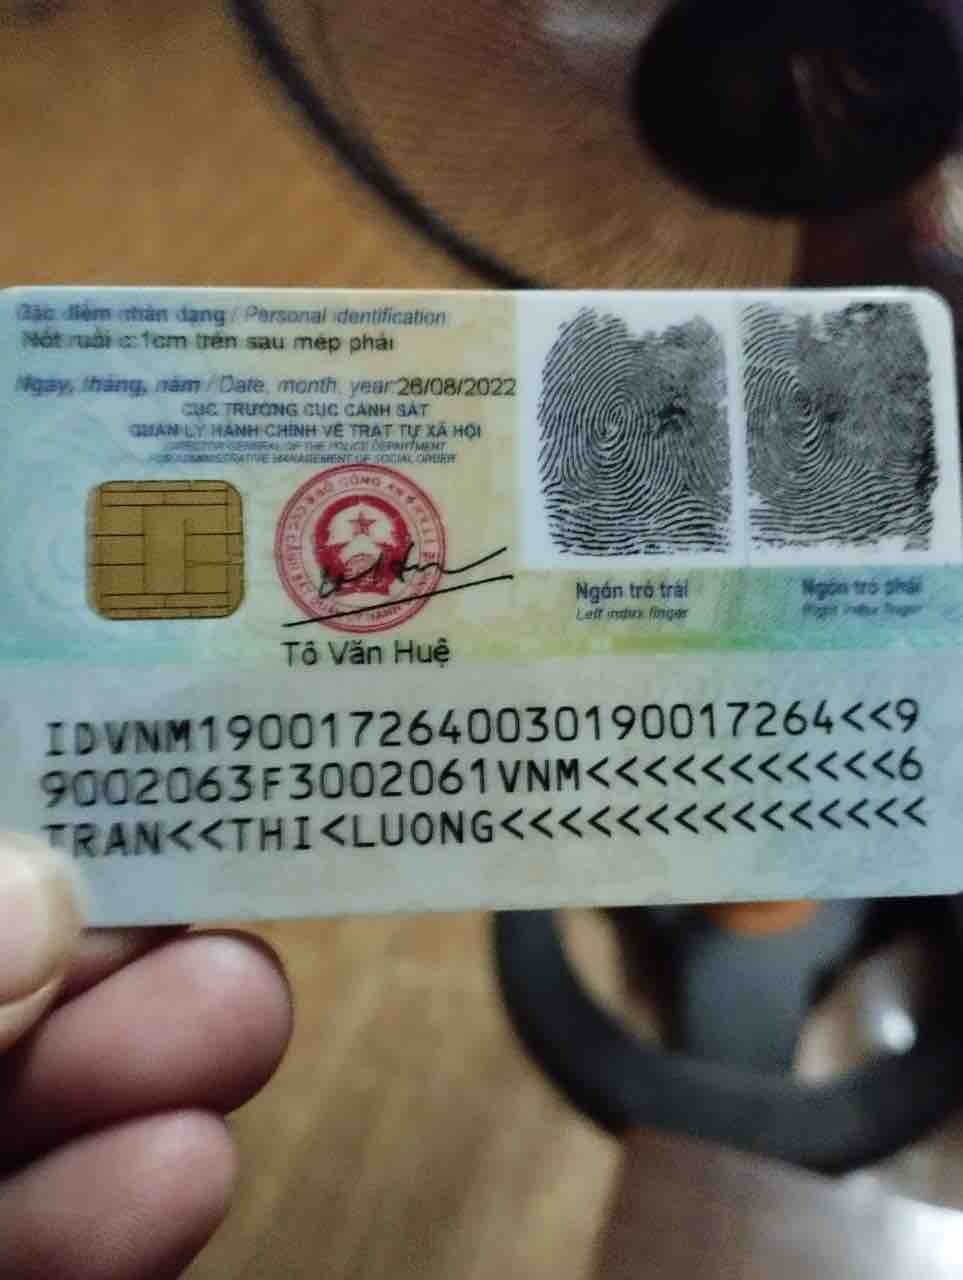 Đặc điểm nhân dạng / Personal identification:
Nốt ruồi c:1cm trên sau mép phải
Ngày, tháng, năm / Date, month, year: 26/08/2022
CỤC TRƯỞNG CỤC CẢNH SÁT
QUẢN LÝ HÀNH CHÍNH VỀ TRẬT TỰ XÃ HỘI
DIRECTOR GENERAL OF THE POLICE DEPARTMENT
FOR ADMINISTRATIVE MANAGEMENT OF SOCIAL ORDER
Tô Văn Huệ
Ngón trỏ trái
Left index finger
Ngón trỏ phải
Right index finger
IDVNM1900172640030190017264<<9
9002063F3002061VNM<<<<<<<<<<<6
TRAN<<THI<LUONG<<<<<<<<<<<<<<<